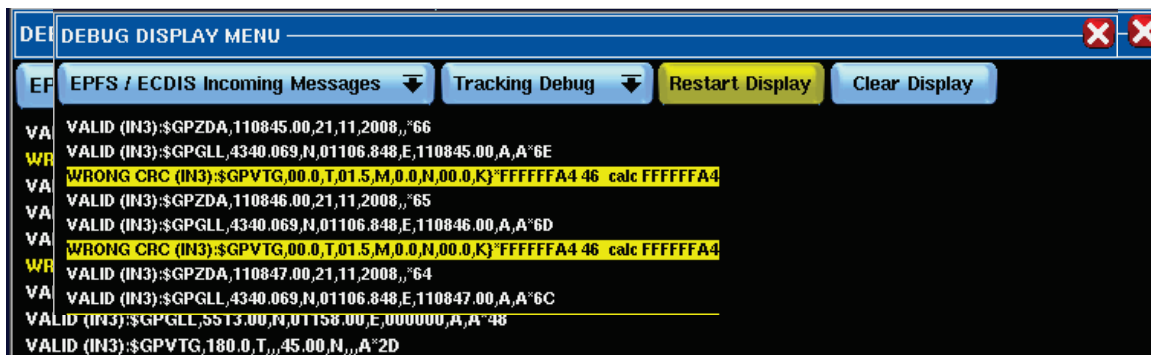 DEI
DEBUG DISPLAY MENU
EP
EPFS / ECDIS Incoming Messages
Tracking Debug
Restart Display
Clear Display
VALID (IN3):$GPZDA,110845.00,21,11,2008,,*66
VALID (IN3):$GPGLL,4340.069,N,01106.848,E,110845.00,A,A*6E
WRONG CRC (IN3):$GPVTG,00.0,T,01.5,M,0.0,N,00.0,K}*FFFFFFA4 46  calc FFFFFFA4
VALID (IN3):$GPZDA,110846.00,21,11,2008,,*65
VALID (IN3):$GPGLL,4340.069,N,01106.848,E,110846.00,A,A*6D
WRONG CRC (IN3):$GPVTG,00.0,T,01.5,M,0.0,N,00.0,K}*FFFFFFA4 46  calc FFFFFFA4
VALID (IN3):$GPZDA,110847.00,21,11,2008,,*64
VALID (IN3):$GPGLL,4340.069,N,01106.848,E,110847.00,A,A*6C
VALID (IN3):$GPGLL,5513.00,N,01158.00,E,000000,A,A*48
VALID (IN3):$GPVTG,180.0,T,,,45.00,N,,,A*2D